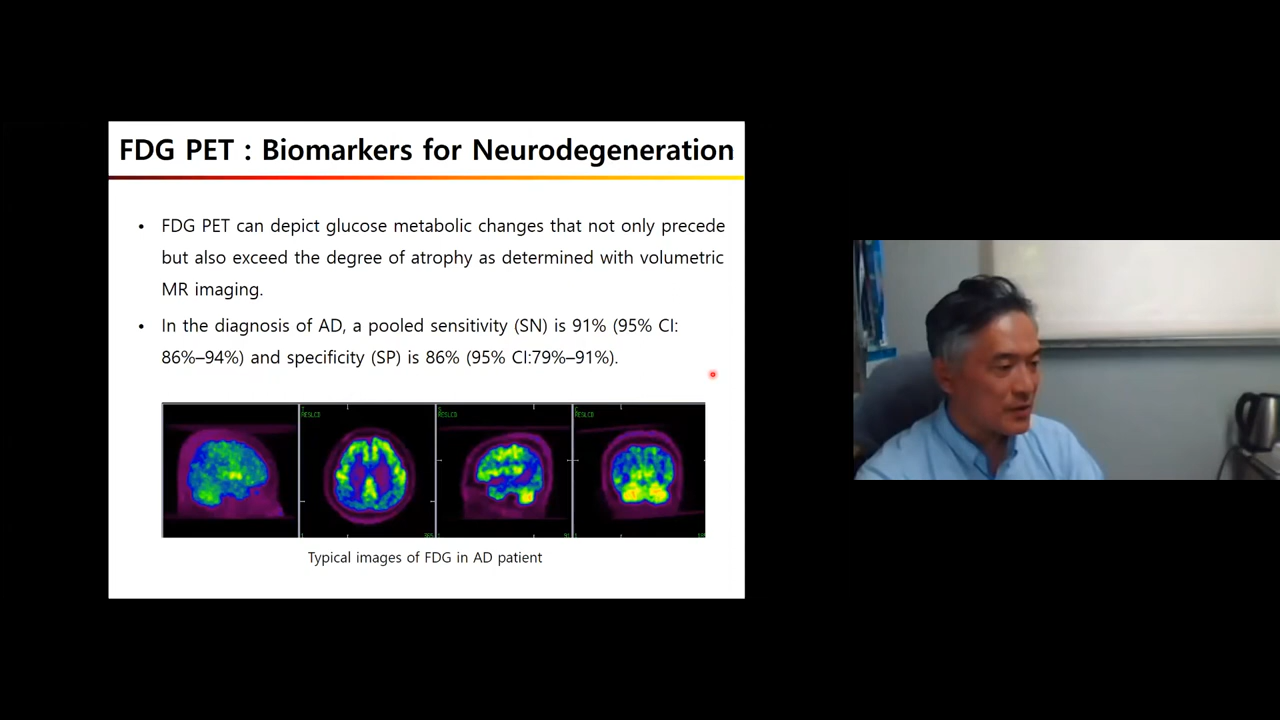 FDG PET : Biomarkers for Neurodegeneration
• FDG PET can depict glucose metabolic changes that not only precede
but also exceed the degree of atrophy as determined with volumetric
MR imaging.
• In the diagnosis of AD, a pooled sensitivity (SN) is 91% (95% CI:
86%–94%) and specificity (SP) is 86% (95% CI:79%–91%).
RESLCD
RESLCD
RESLCD
Typical images of FDG in AD patient